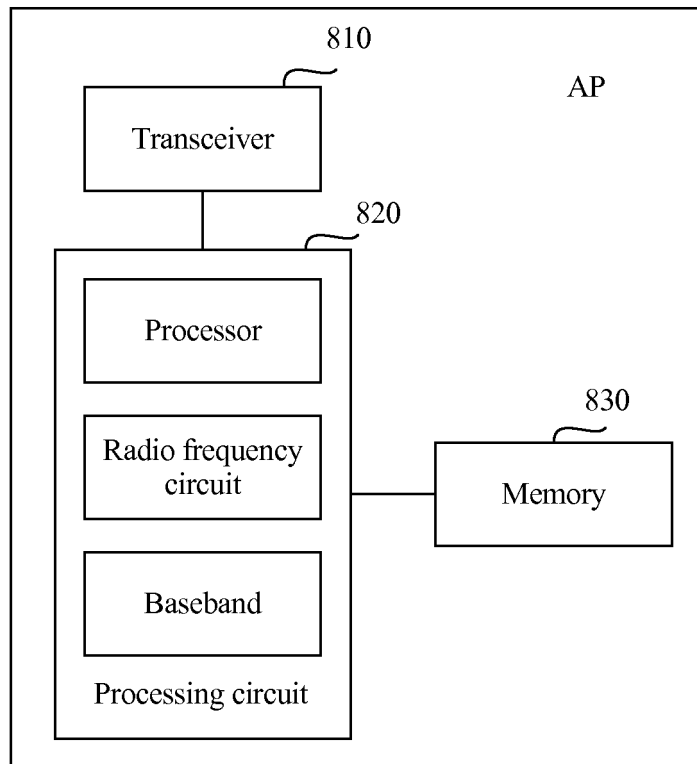 810
AP
Transceiver
820
Processor
830
Radio frequency
circuit
Memory
Baseband
Processing circuit